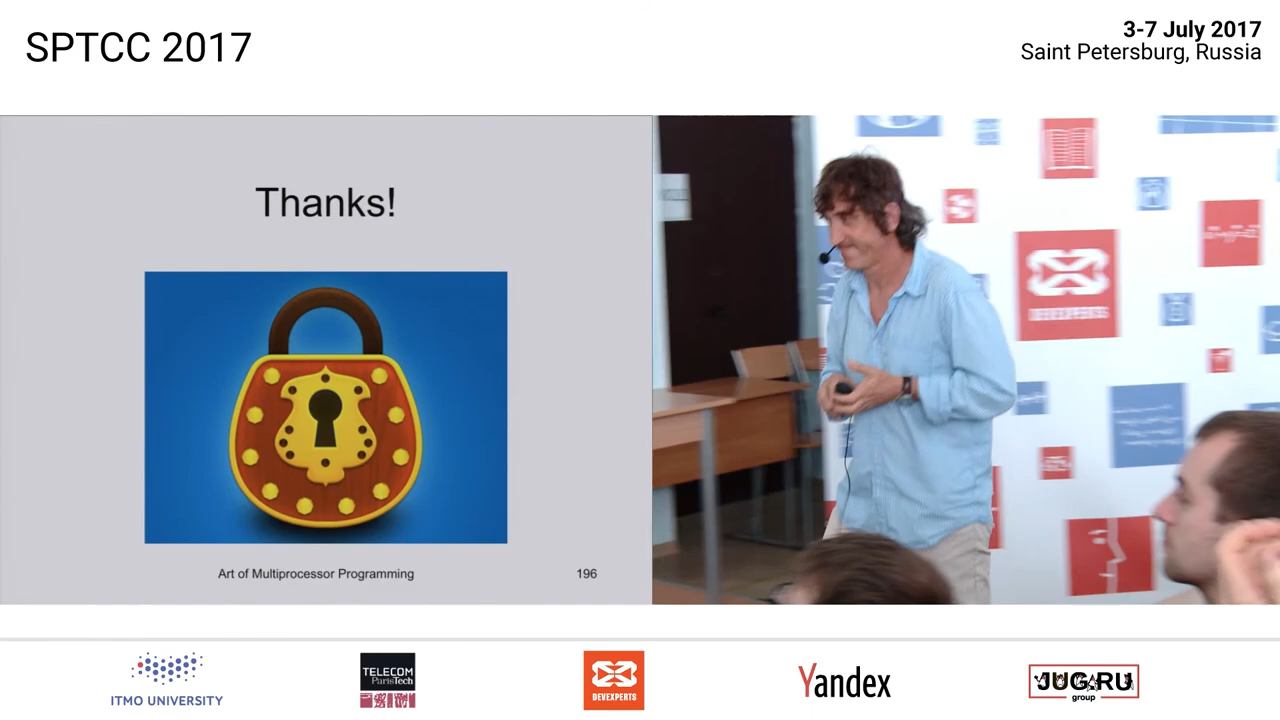 SPTCC 2017
3-7 July 2017
Saint Petersburg, Russia
Thanks!
Art of Multiprocessor Programming
196
DEVEXPERTS
ITMO UNIVERSITY
TELECOM
ParisTech
DEVEXPERTS
Yandex
JUG.RU
group